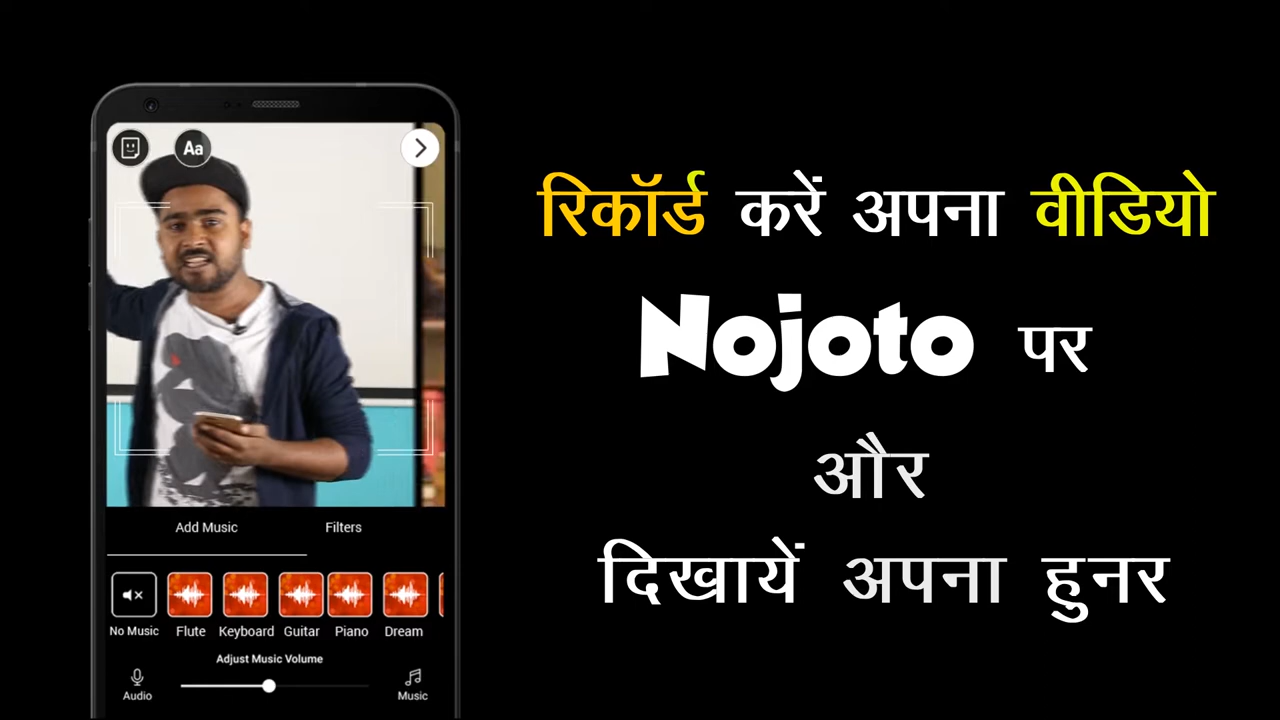 Aa
Add Music Filters
No Music Flute Keyboard Guitar Piano Dream
Adjust Music Volume
Audio Music
रिकॉर्ड करें अपना वीडियो
Nojoto पर
और
दिखायें अपना हुनर